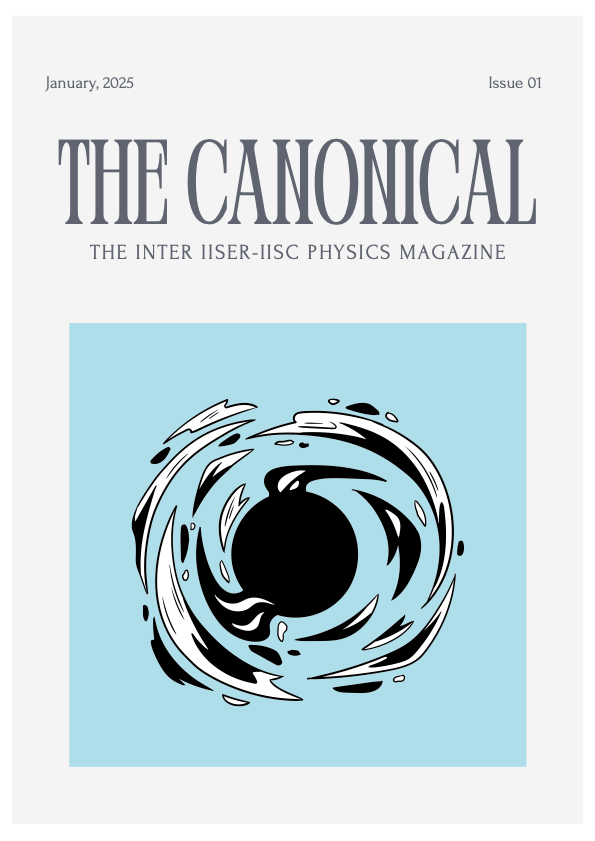 January, 2025
Issue 01
THE CANONICAL
THE INTER IISER-IISC PHYSICS MAGAZINE